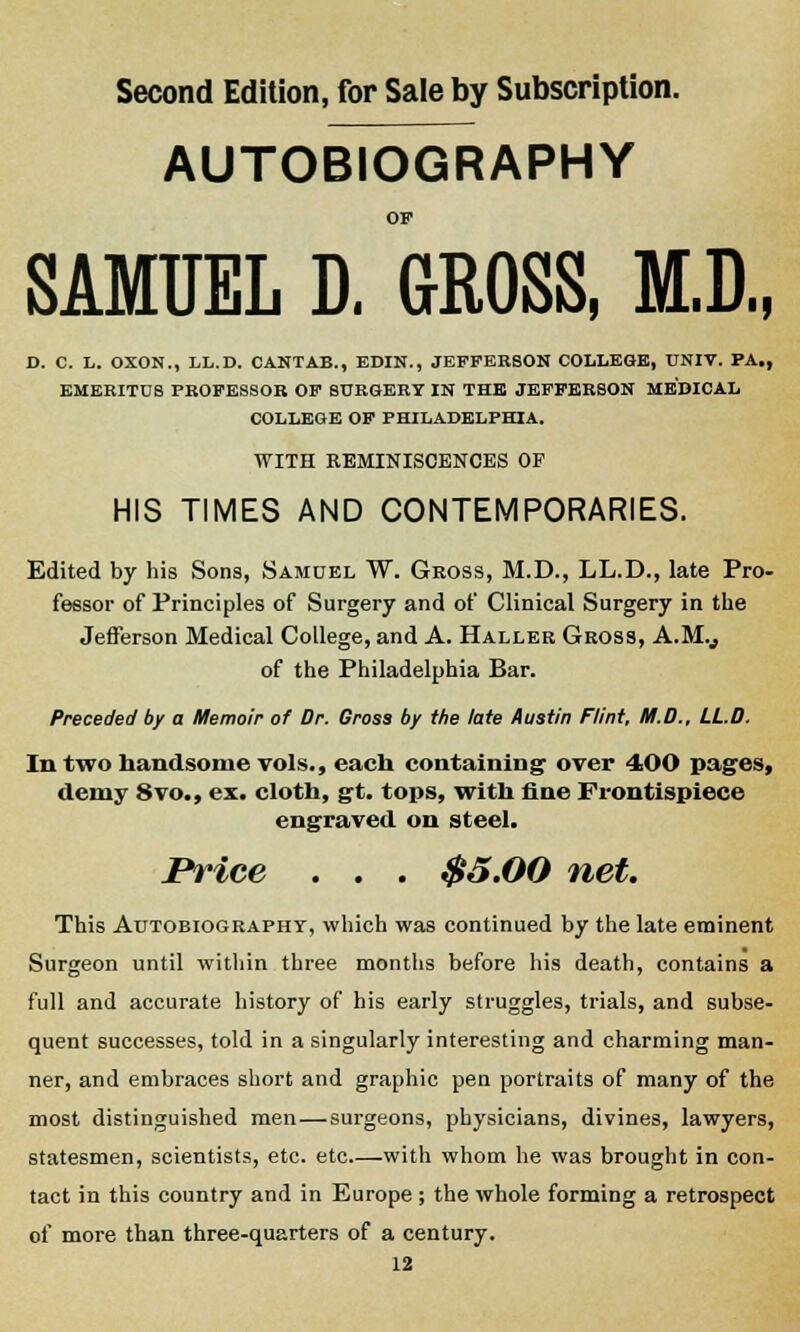 Second Edition, for Sale by Subscription.
AUTOBIOGRAPHY
OF
SAMUEL D. GROSS, M.D.,
D. C. L. OXON., LL.D. CANTAB., EDIN., JEFFERSON COLLEGE, UNIV. PA.,
EMERITUS PROFESSOR OF SURGERY IN THE JEFFERSON MEDICAL
COLLEGE OF PHILADELPHIA.
WITH REMINISCENCES OF
HIS TIMES AND CONTEMPORARIES.
Edited by his Sons, SAMUEL W. GROSS, M.D., LL.D., late Pro-
fessor of Principles of Surgery and of Clinical Surgery in the
Jefferson Medical College, and A. HALLER GROSS, A.M.,
of the Philadelphia Bar.
Preceded by a Memoir of Dr. Gross by the late Austin Flint, M.D., LL.D.
In two handsome vols., each containing over 400 pages,
demy 8vo., ex. cloth, gt. tops, with fine Frontispiece
engraved on steel.
Price . . . $5.00 net.
This AUTOBIOGRAPHY, which was continued by the late eminent
Surgeon until within three months before his death, contains a
full and accurate history of his early struggles, trials, and subse-
quent successes, told in a singularly interesting and charming man-
ner, and embraces short and graphic pen portraits of many of the
most distinguished men—surgeons, physicians, divines, lawyers,
statesmen, scientists, etc. etc.—with whom he was brought in con-
tact in this country and in Europe; the whole forming a retrospect
of more than three-quarters of a century.
12